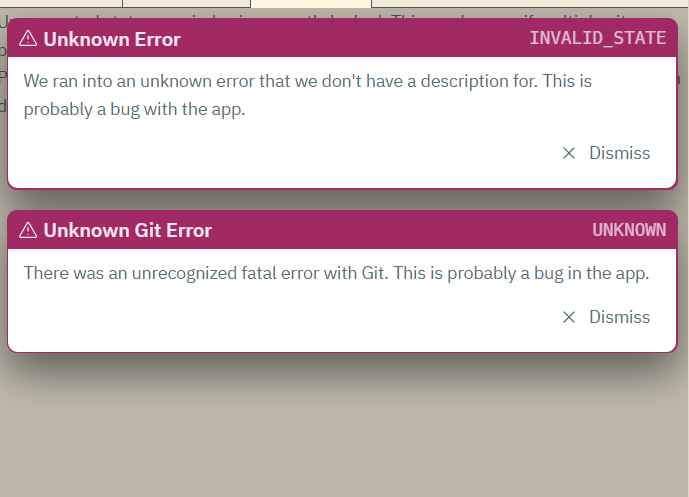 Unknown Error INVALID_STATE
We ran into an unknown error that we don't have a description for. This is
probably a bug with the app.
Dismiss
Unknown Git Error UNKNOWN
There was an unrecognized fatal error with Git. This is probably a bug in the app.
Dismiss